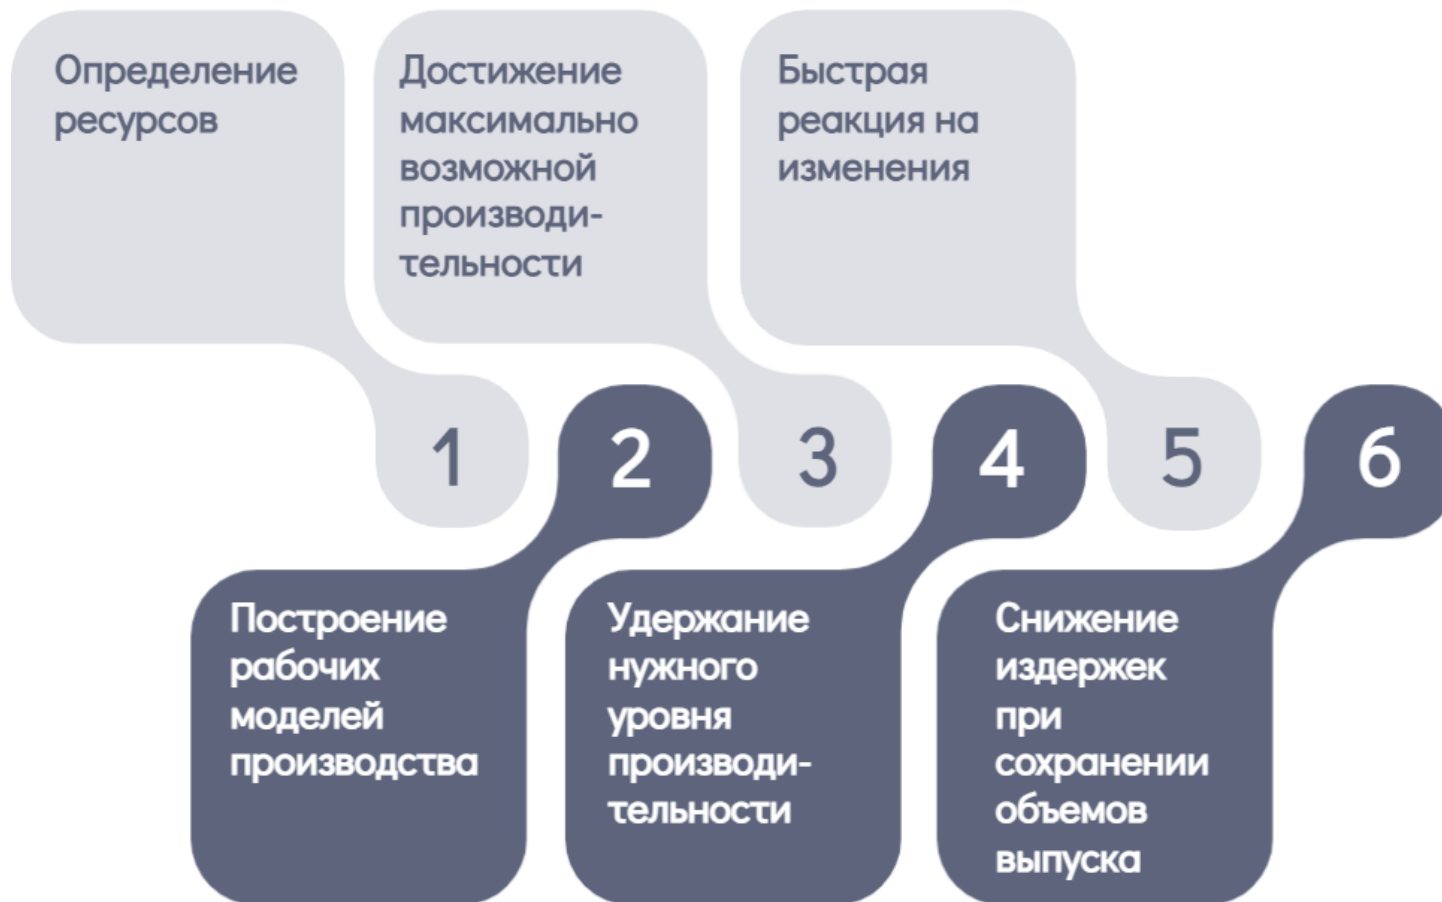 Определение
ресурсов
1
Построение
рабочих
моделей
производства
2
Достижение
максимально
возможной
производи-
тельности
3
Удержание
нужного
уровня
производи-
тельности
4
Быстрая
реакция на
изменения
5
Снижение
издержек
при
сохранении
объемов
выпуска
6